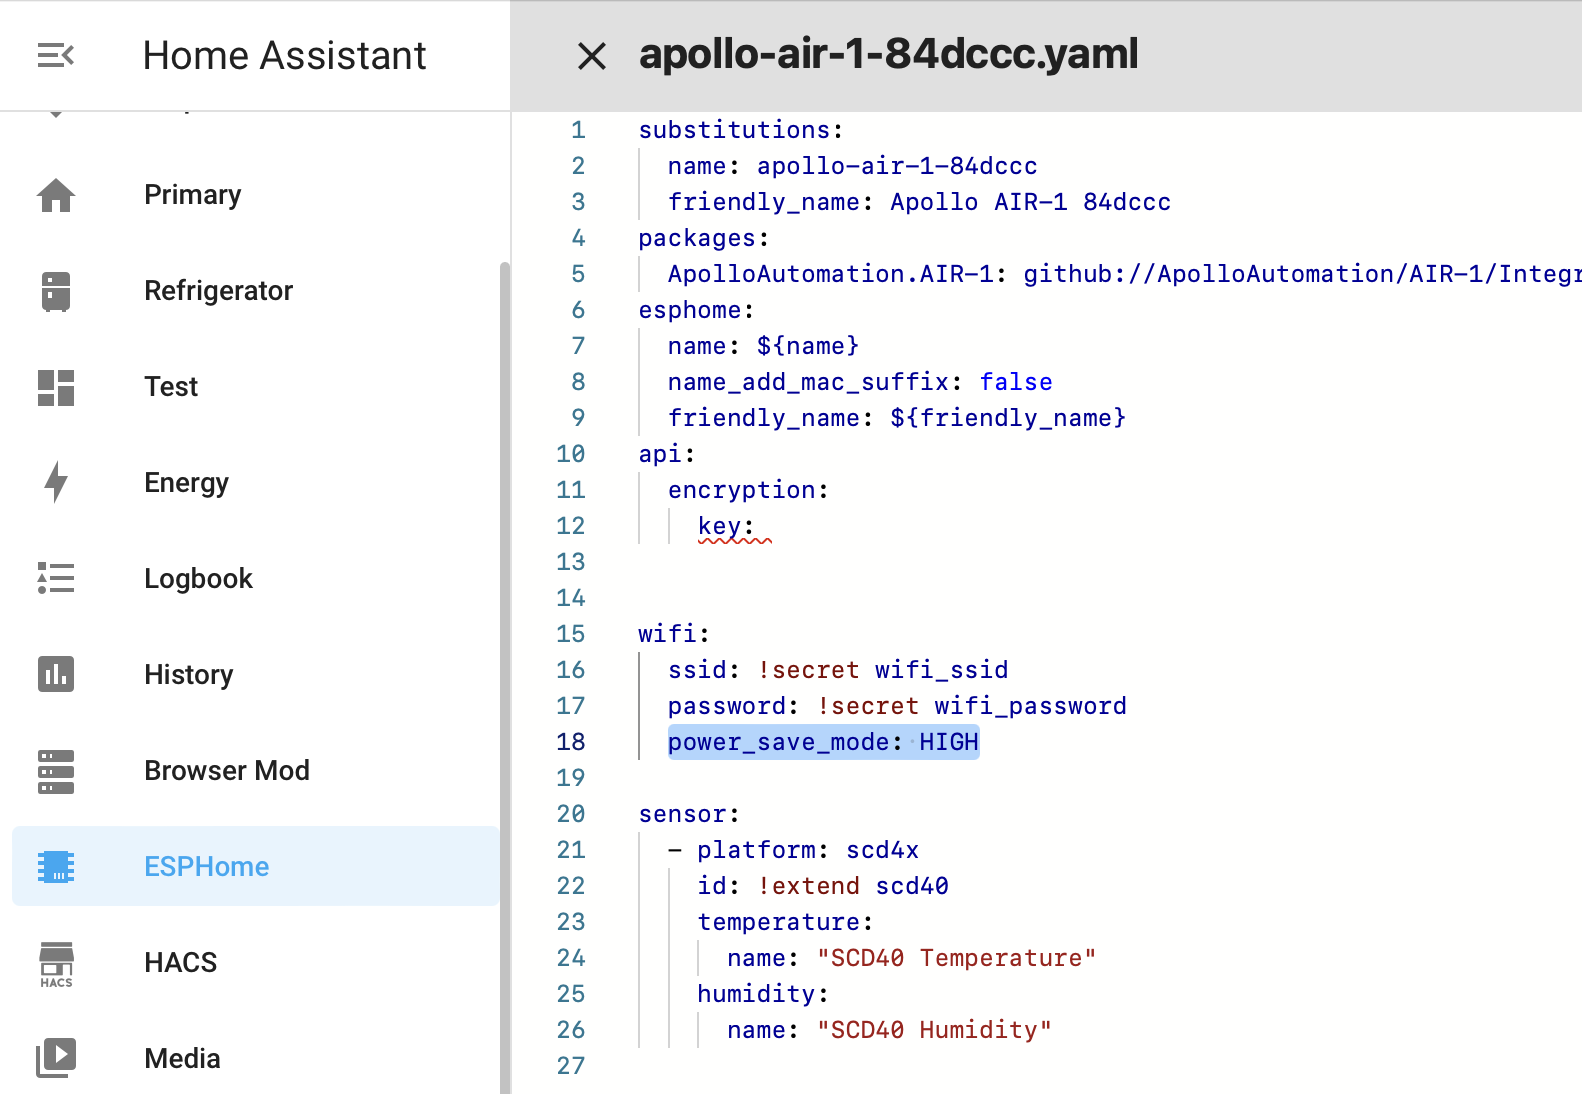 Home Assistant
Primary
Refrigerator
Test
Energy
Logbook
History
Browser Mod
ESPHome
HACS
HACS
Media
apollo-air-1-84dccc.yaml
1 substitutions:
2 name: apollo-air-1-84dccc
3 friendly_name: Apollo AIR-1 84dccc
4 packages:
5 ApolloAutomation.AIR-1: github://ApolloAutomation/AIR-1/Integr
6 esphome:
7 name: ${name}
8 name_add_mac_suffix: false
9 friendly_name: ${friendly_name}
10 api:
11 encryption:
12 key:
13
14
15 wifi:
16 ssid: !secret wifi_ssid
17 password: !secret wifi_password
18 power_save_mode: HIGH
19
20 sensor:
21 - platform: scd4x
22 id: !extend scd40
23 temperature:
24 name: "SCD40 Temperature"
25 humidity:
26 name: "SCD40 Humidity"
27